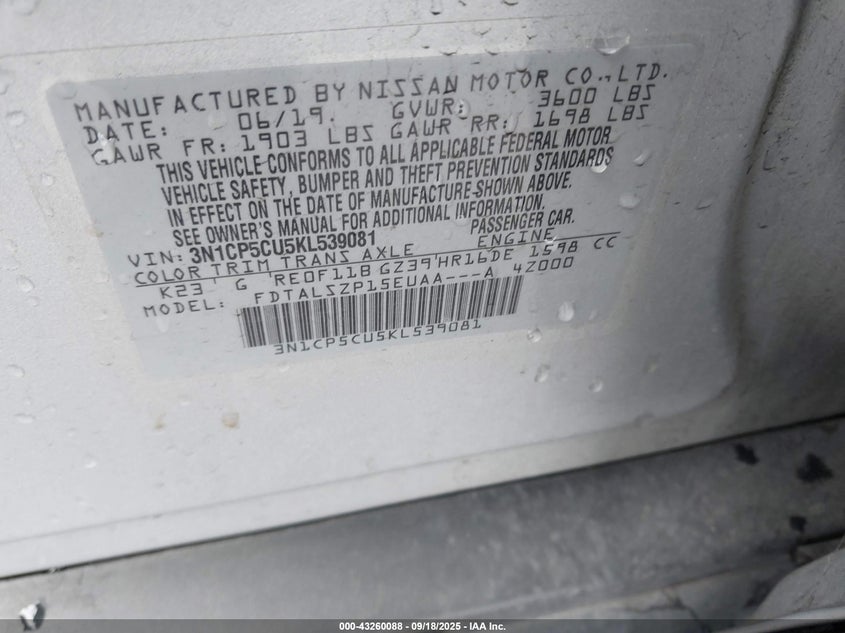 MANUFACTURED BY NISSAN MOTOR CO.,LTD.
DATE: 06/19. GVWR: 3600 LBS
GAWR FR: 1903 LBS GAWR RR: 1698 LBS
THIS VEHICLE CONFORMS TO ALL APPLICABLE FEDERAL MOTOR
VEHICLE SAFETY, BUMPER AND THEFT PREVENTION STANDARDS
IN EFFECT ON THE DATE OF MANUFACTURE SHOWN ABOVE.
SEE OWNER'S MANUAL FOR ADDITIONAL INFORMATION.
VIN: 3N1CP5CU5KL539081 PASSENGER CAR.
COLOR TRIM TRANS AXLE ENGINE
K23 G RE0F11B GZ39 HR16DE 1598 CC
MODEL: FDTALSZP15EUAA---A 4Z000
3N1CP5CU5KL539081
000-43260088 - 09/18/2025 - IAA Inc.